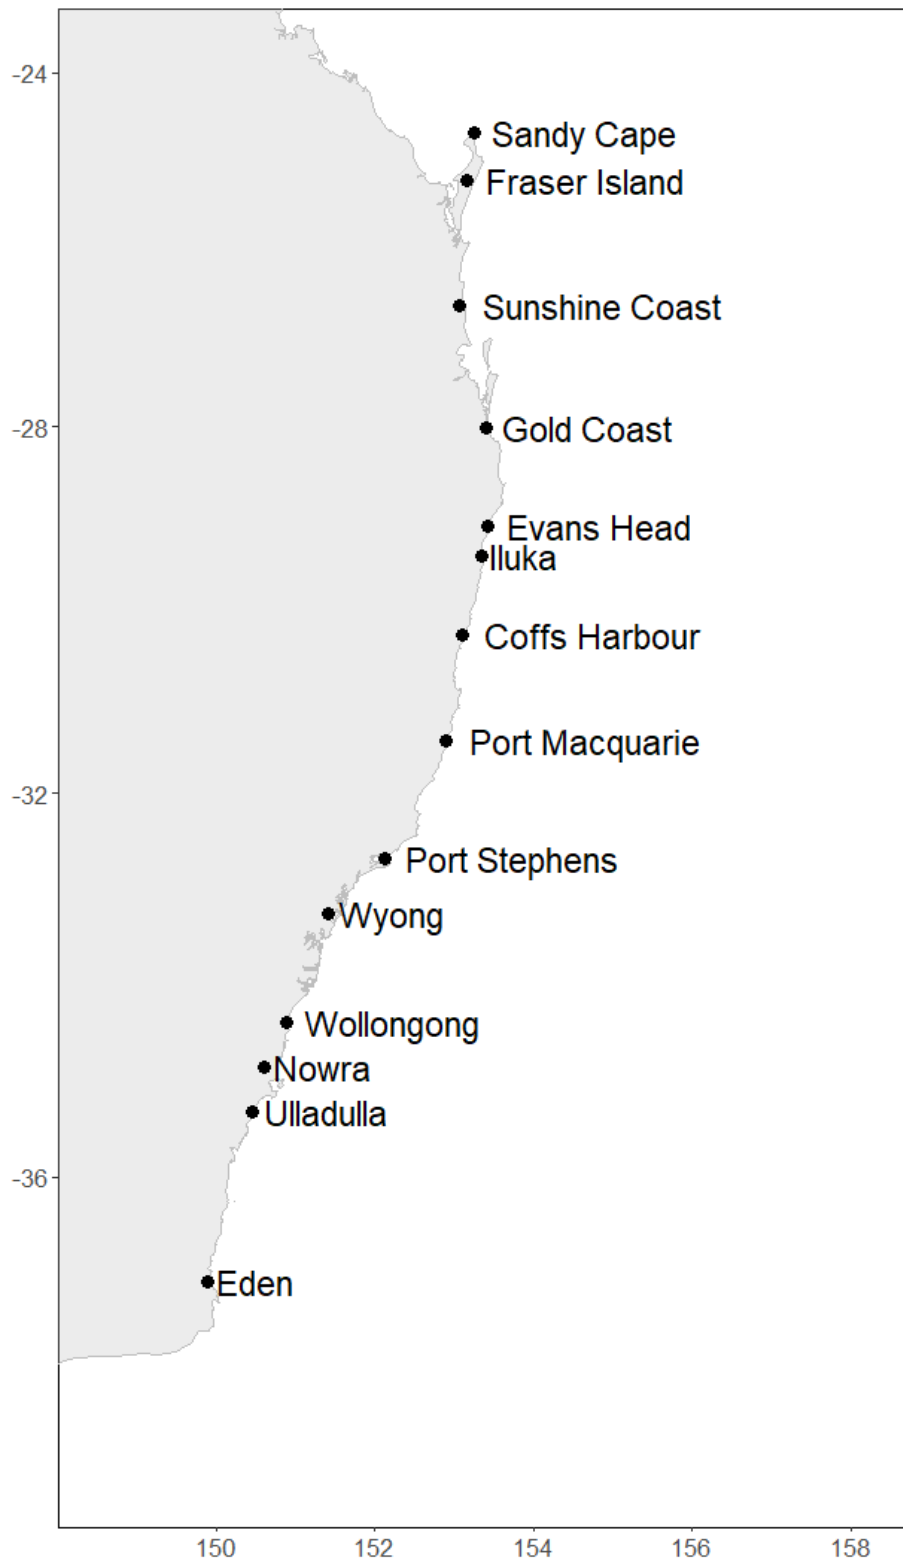 -24
Sandy Cape
Fraser Island
Sunshine Coast
-28
Gold Coast
Evans Head
Iluka
Coffs Harbour
Port Macquarie
-32
Port Stephens
Wyong
Wollongong
Nowra
Ulladulla
-36
Eden
150 152 154 156 158